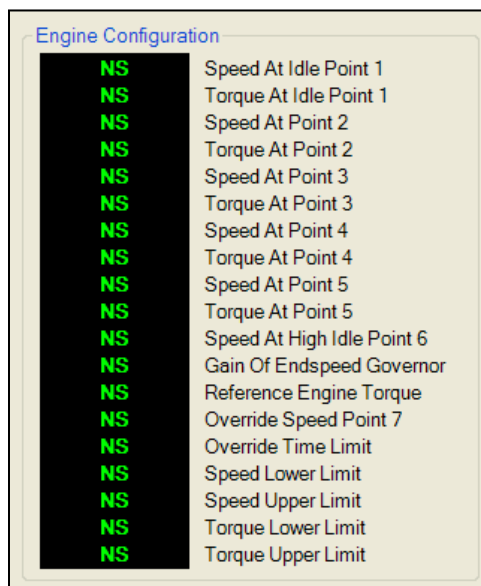 Engine Configuration
NS Speed At Idle Point 1
NS Torque At Idle Point 1
NS Speed At Point 2
NS Torque At Point 2
NS Speed At Point 3
NS Torque At Point 3
NS Speed At Point 4
NS Torque At Point 4
NS Speed At Point 5
NS Torque At Point 5
NS Speed At High Idle Point 6
NS Gain Of Endspeed Governor
NS Reference Engine Torque
NS Override Speed Point 7
NS Override Time Limit
NS Speed Lower Limit
NS Speed Upper Limit
NS Torque Lower Limit
NS Torque Upper Limit